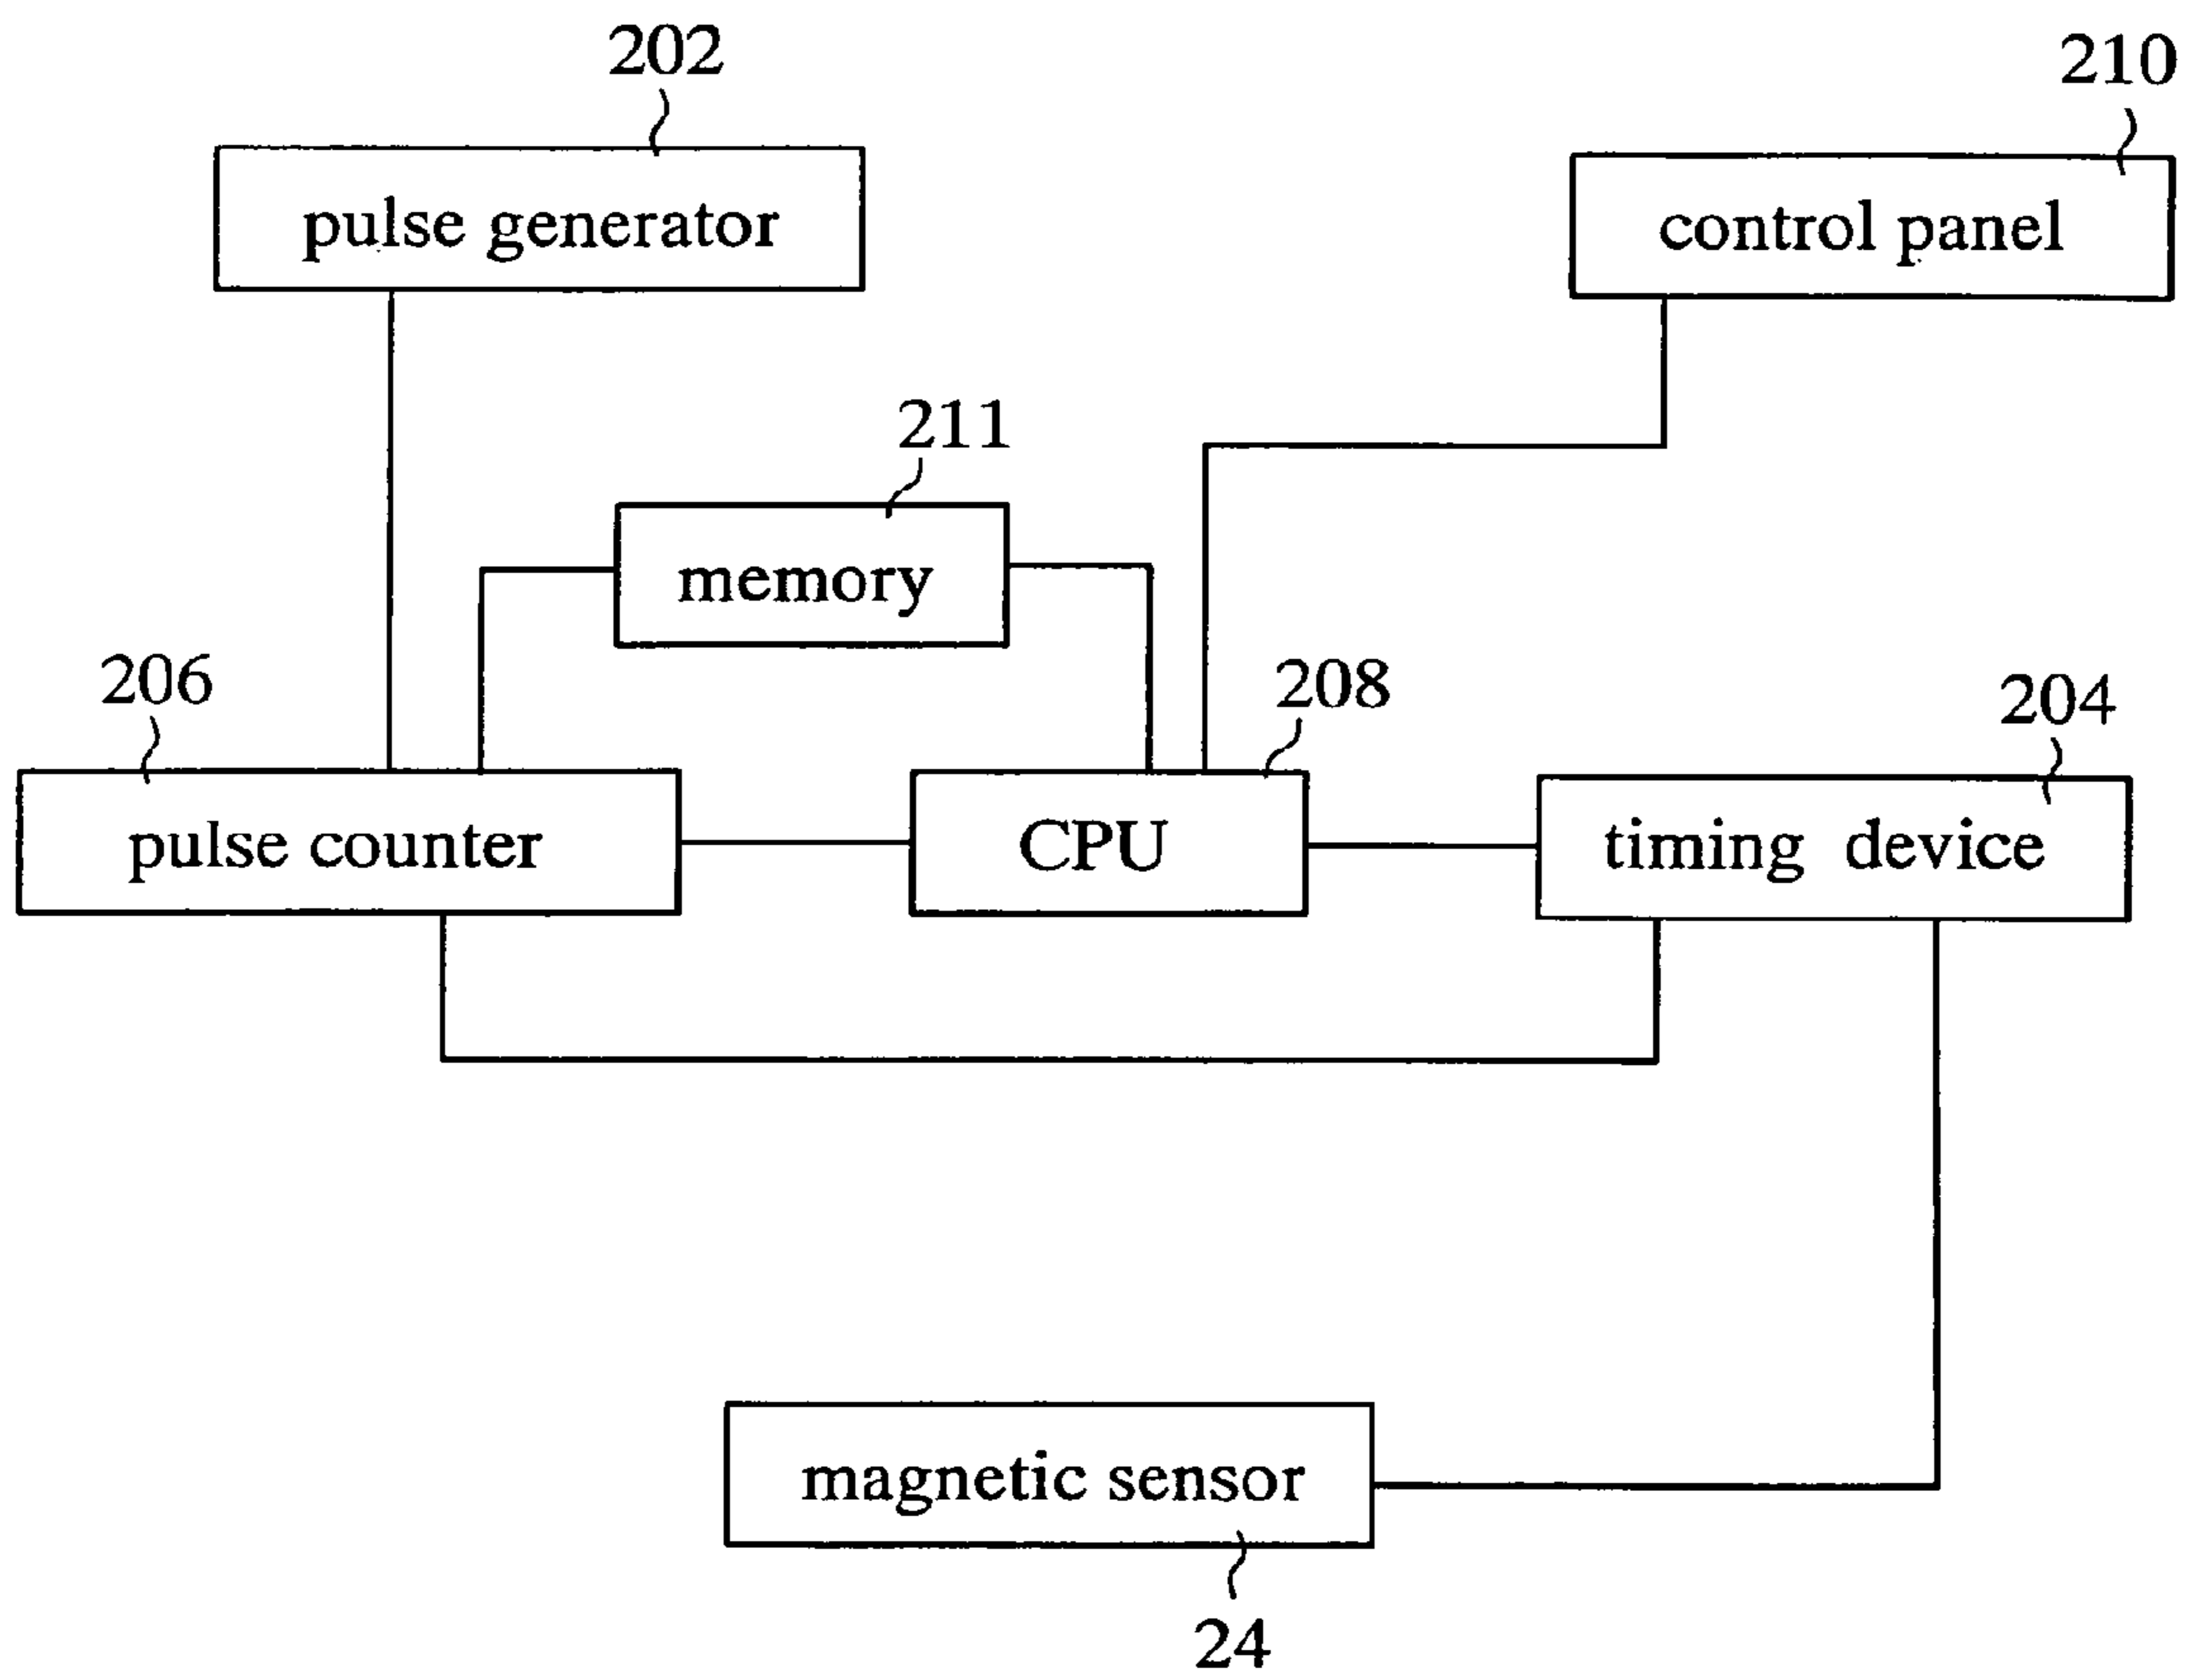 202
210
pulse generator
control panel
211
memory
206
208
204
pulse counter
CPU
timing device
magnetic sensor
24